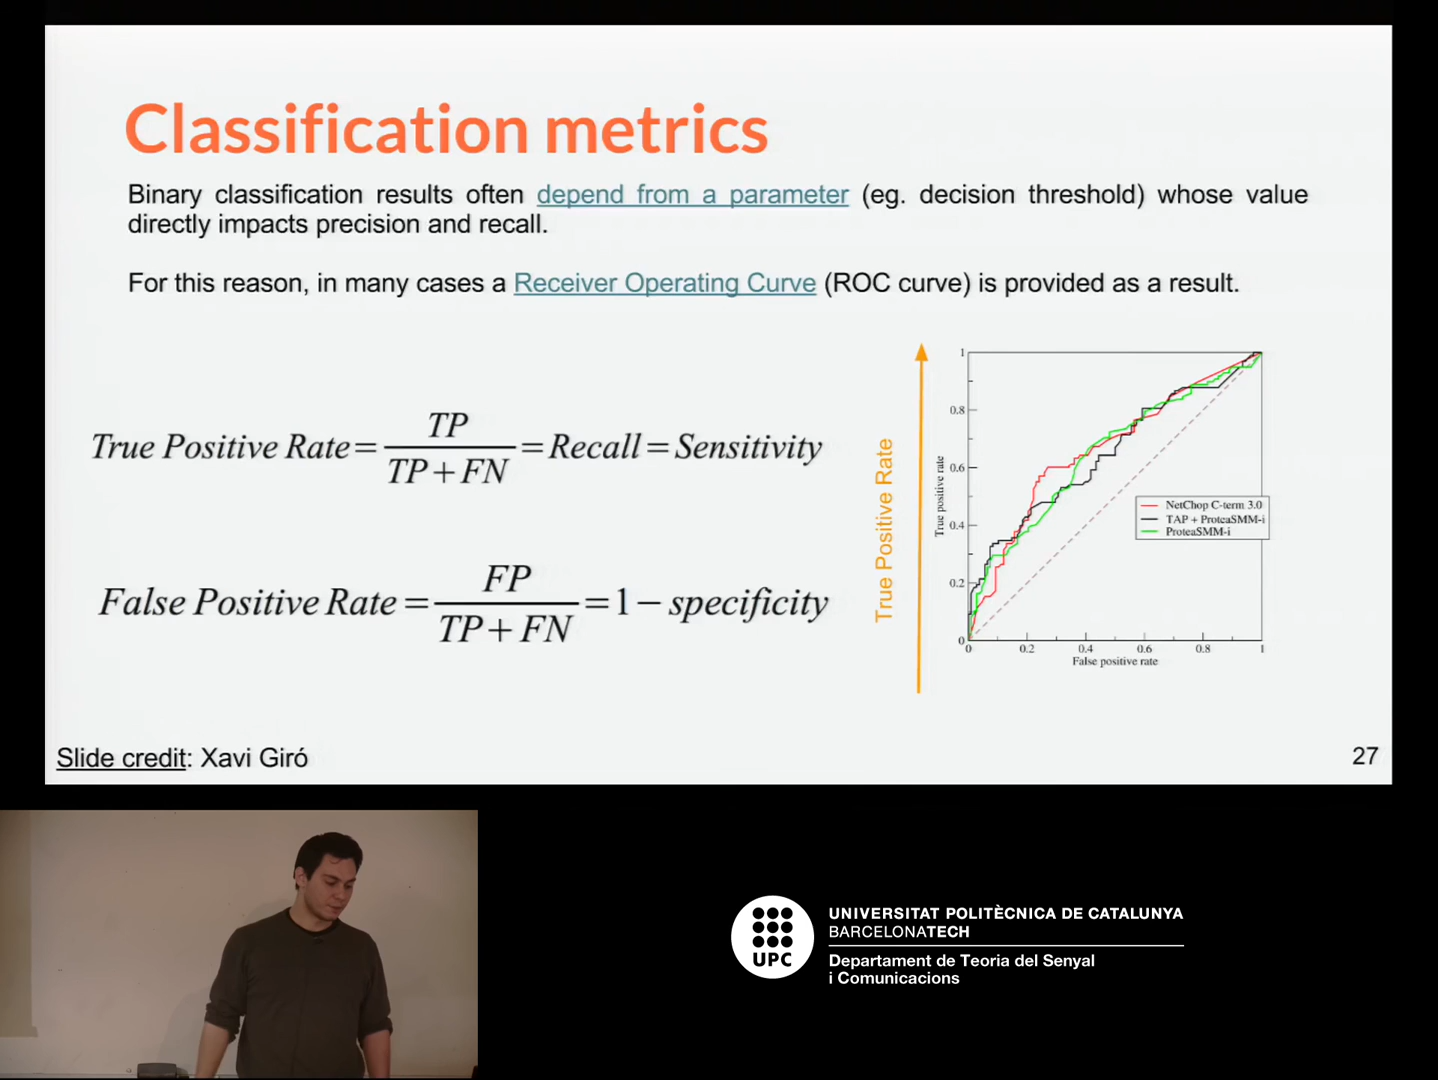 Classification metrics
Binary classification results often depend from a parameter (eg. decision threshold) whose value
directly impacts precision and recall.
For this reason, in many cases a Receiver Operating Curve (ROC curve) is provided as a result.
True Positive Rate = TP / TP + FN = Recall = Sensitivity
False Positive Rate = FP / TP + FN = 1 − specificity
True Positive Rate
True positive rate
1
0.8
0.6
0.4
0.2
0
NetChop C-term 3.0
TAP + ProteaSMM-i
ProteaSMM-i
0 0.2 0.4 0.6 0.8 1
False positive rate
Slide credit: Xavi Giró
27
UPC
UNIVERSITAT POLITÈCNICA DE CATALUNYA
BARCELONATECH
Departament de Teoria del Senyal
i Comunicacions